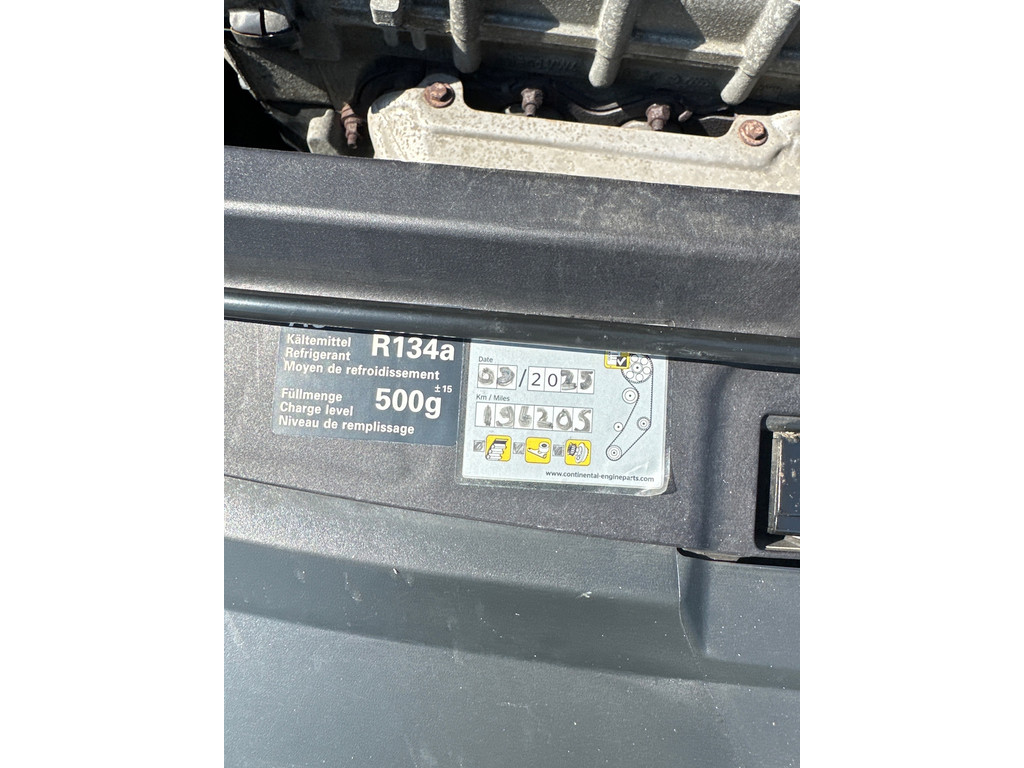 Kältemittel
Refrigerant R134a
Moyen de refroidissement
Füllmenge
Charge level 500g ±15
Niveau de remplissage
Date
/2025
Km / Miles
196205
www.continental-engineparts.com